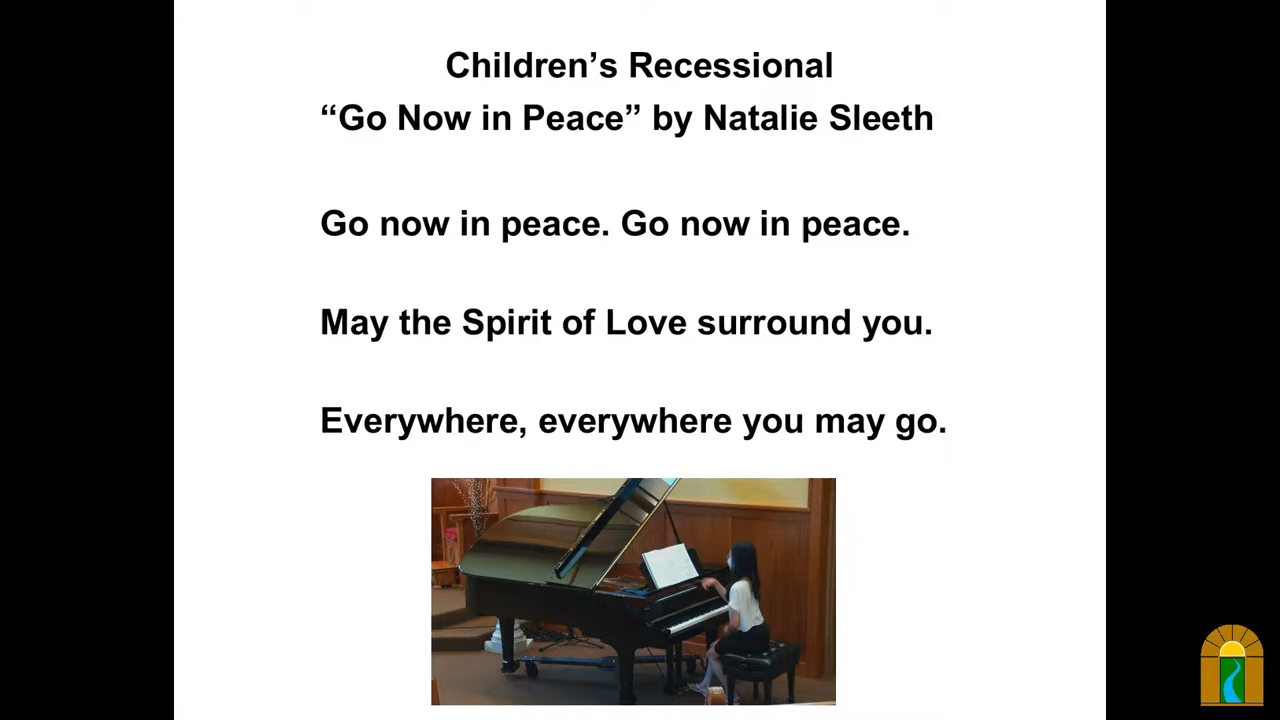 Children’s Recessional
“Go Now in Peace” by Natalie Sleeth
Go now in peace. Go now in peace.
May the Spirit of Love surround you.
Everywhere, everywhere you may go.